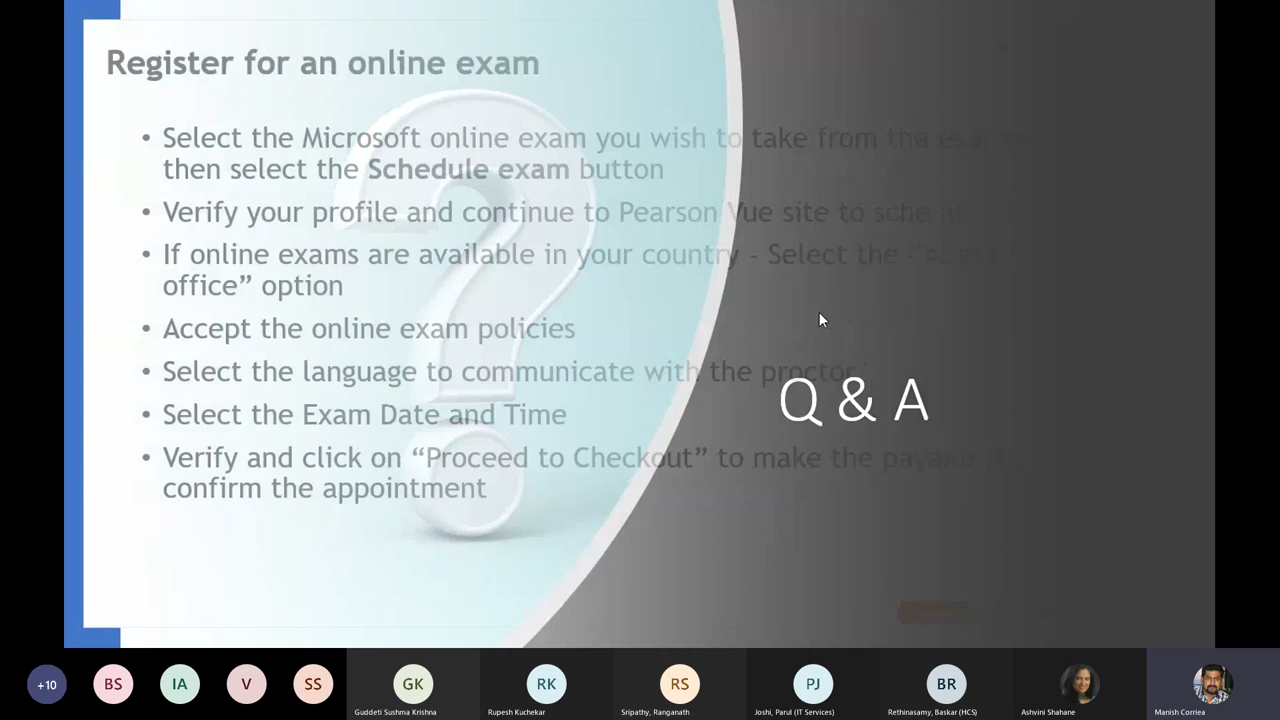 Register for an online exam
• Select the Microsoft online exam you wish to take from the
then select the Schedule exam button
• Verify your profile and continue to Pearson Vue site to
• If online exams are available in your country - Select the
office” option
• Accept the online exam policies
• Select the language to communicate with the proctor
• Select the Exam Date and Time
• Verify and click on “Proceed to Checkout” to make the
confirm the appointment
Q & A
+10
BS
IA
V
SS
GK
RK
RS
PJ
BR
Guddeti Sushma Krishna
Rupesh Kuchekar
Sripathy, Ranganath
Joshi, Parul (IT Services)
Rethinasamy, Baskar (HCS)
Ashvini Shahane
Manish Corriea